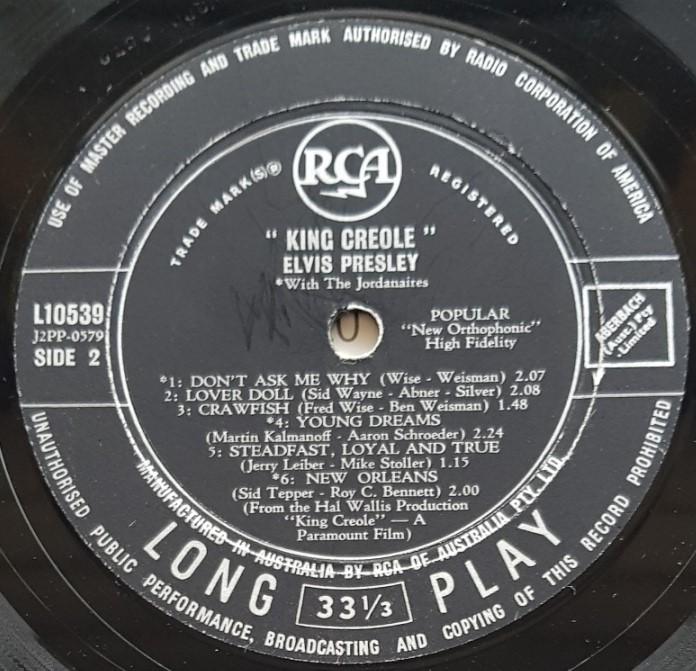 USE OF MASTER RECORDING AND TRADE MARK AUTHORISED BY RADIO CORPORATION OF AMERICA
RCA
TRADE MARK(S)® REGISTERED
" KING CREOLE "
ELVIS PRESLEY
*With The Jordanaires
L10539
J2PP-0579
SIDE 2
POPULAR
"New Orthophonic"
High Fidelity
ABERBACH
(Aust.) Pty
Limited
*1: DON'T ASK ME WHY (Wise - Weisman) 2.07
2: LOVER DOLL (Sid Wayne - Abner - Silver) 2.08
3: CRAWFISH (Fred Wise - Ben Weisman) 1.48
*4: YOUNG DREAMS
(Martin Kalmanoff - Aaron Schroeder) 2.24
5: STEADFAST, LOYAL AND TRUE
(Jerry Leiber - Mike Stoller) 1.15
*6: NEW ORLEANS
(Sid Tepper - Roy C. Bennett) 2.00
(From the Hal Wallis Production
"King Creole" — A
Paramount Film)
MANUFACTURED IN AUSTRALIA BY RCA OF AUSTRALIA PTY. LTD.
LONG 33⅓ PLAY
UNAUTHORISED PUBLIC PERFORMANCE, BROADCASTING AND COPYING OF THIS RECORD PROHIBITED